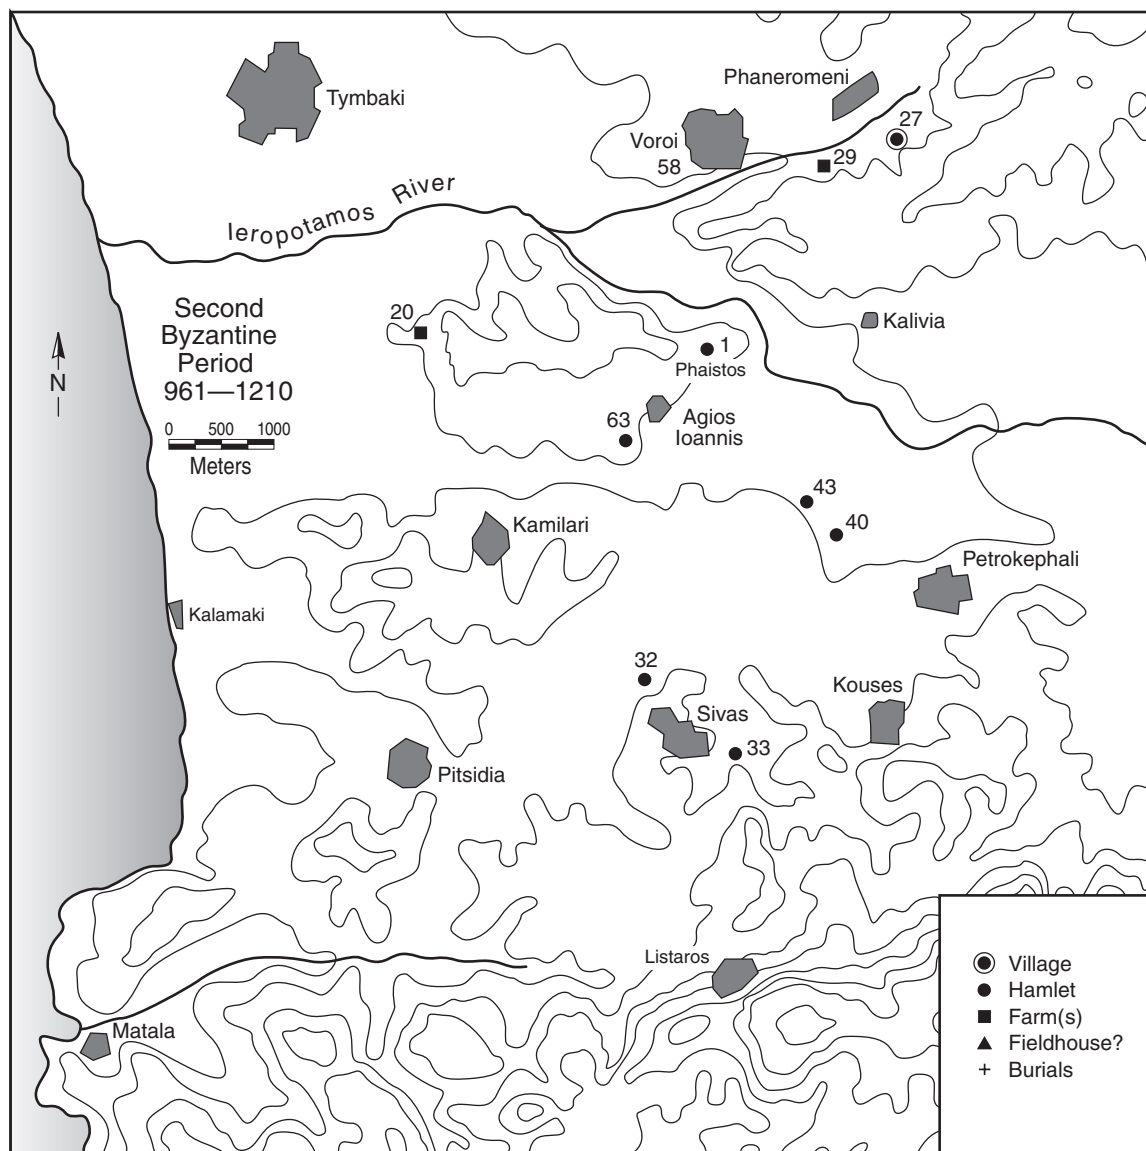 Tymbaki
Phaneromeni
27
Voroi
58
29
Ieropotamos River
Second
Byzantine
Period
961—1210
0 500 1000
Meters
N
20
1
Phaistos
Kalivia
63
Agios
Ioannis
43
40
Kamilari
Petrokephali
Kalamaki
32
Sivas
33
Kouses
Pitsidia
Listaros
Matala
Village
Hamlet
Farm(s)
Fieldhouse?
Burials